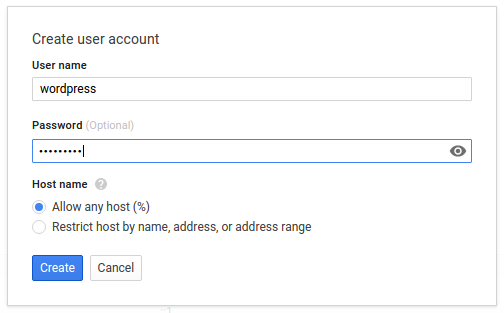 Create user account
User name
wordpress
Password (Optional)
•••••••••
Host name ?
Allow any host (%)
Restrict host by name, address, or address range
Create Cancel